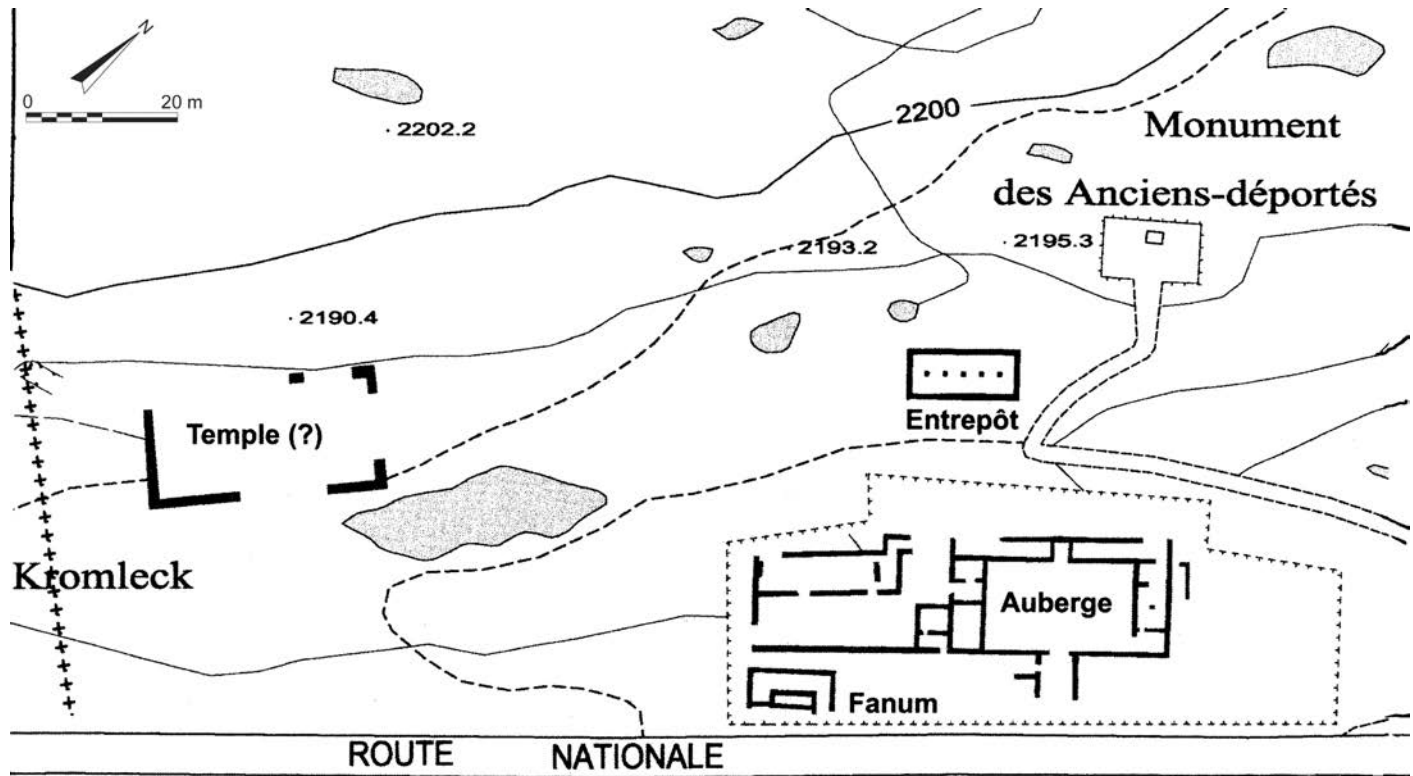 N
0 20 m
2202.2
2200
Monument
des Anciens-déportés
2193.2
2195.3
2190.4
Entrepôt
Temple (?)
Kromleck
Auberge
Fanum
ROUTE NATIONALE